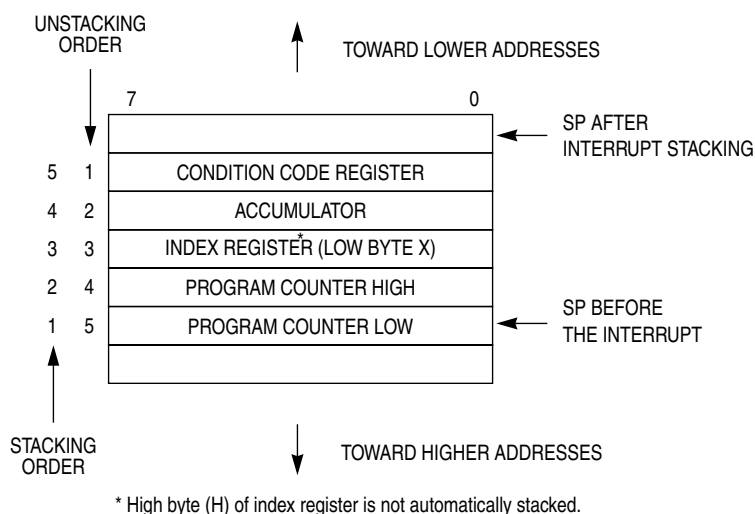 UNSTACKING
ORDER
TOWARD LOWER ADDRESSES
7 0
SP AFTER
INTERRUPT STACKING
5 1 CONDITION CODE REGISTER
4 2 ACCUMULATOR
3 3 INDEX REGISTER (LOW BYTE X)*
2 4 PROGRAM COUNTER HIGH
1 5 PROGRAM COUNTER LOW
SP BEFORE
THE INTERRUPT
STACKING
ORDER
TOWARD HIGHER ADDRESSES
* High byte (H) of index register is not automatically stacked.